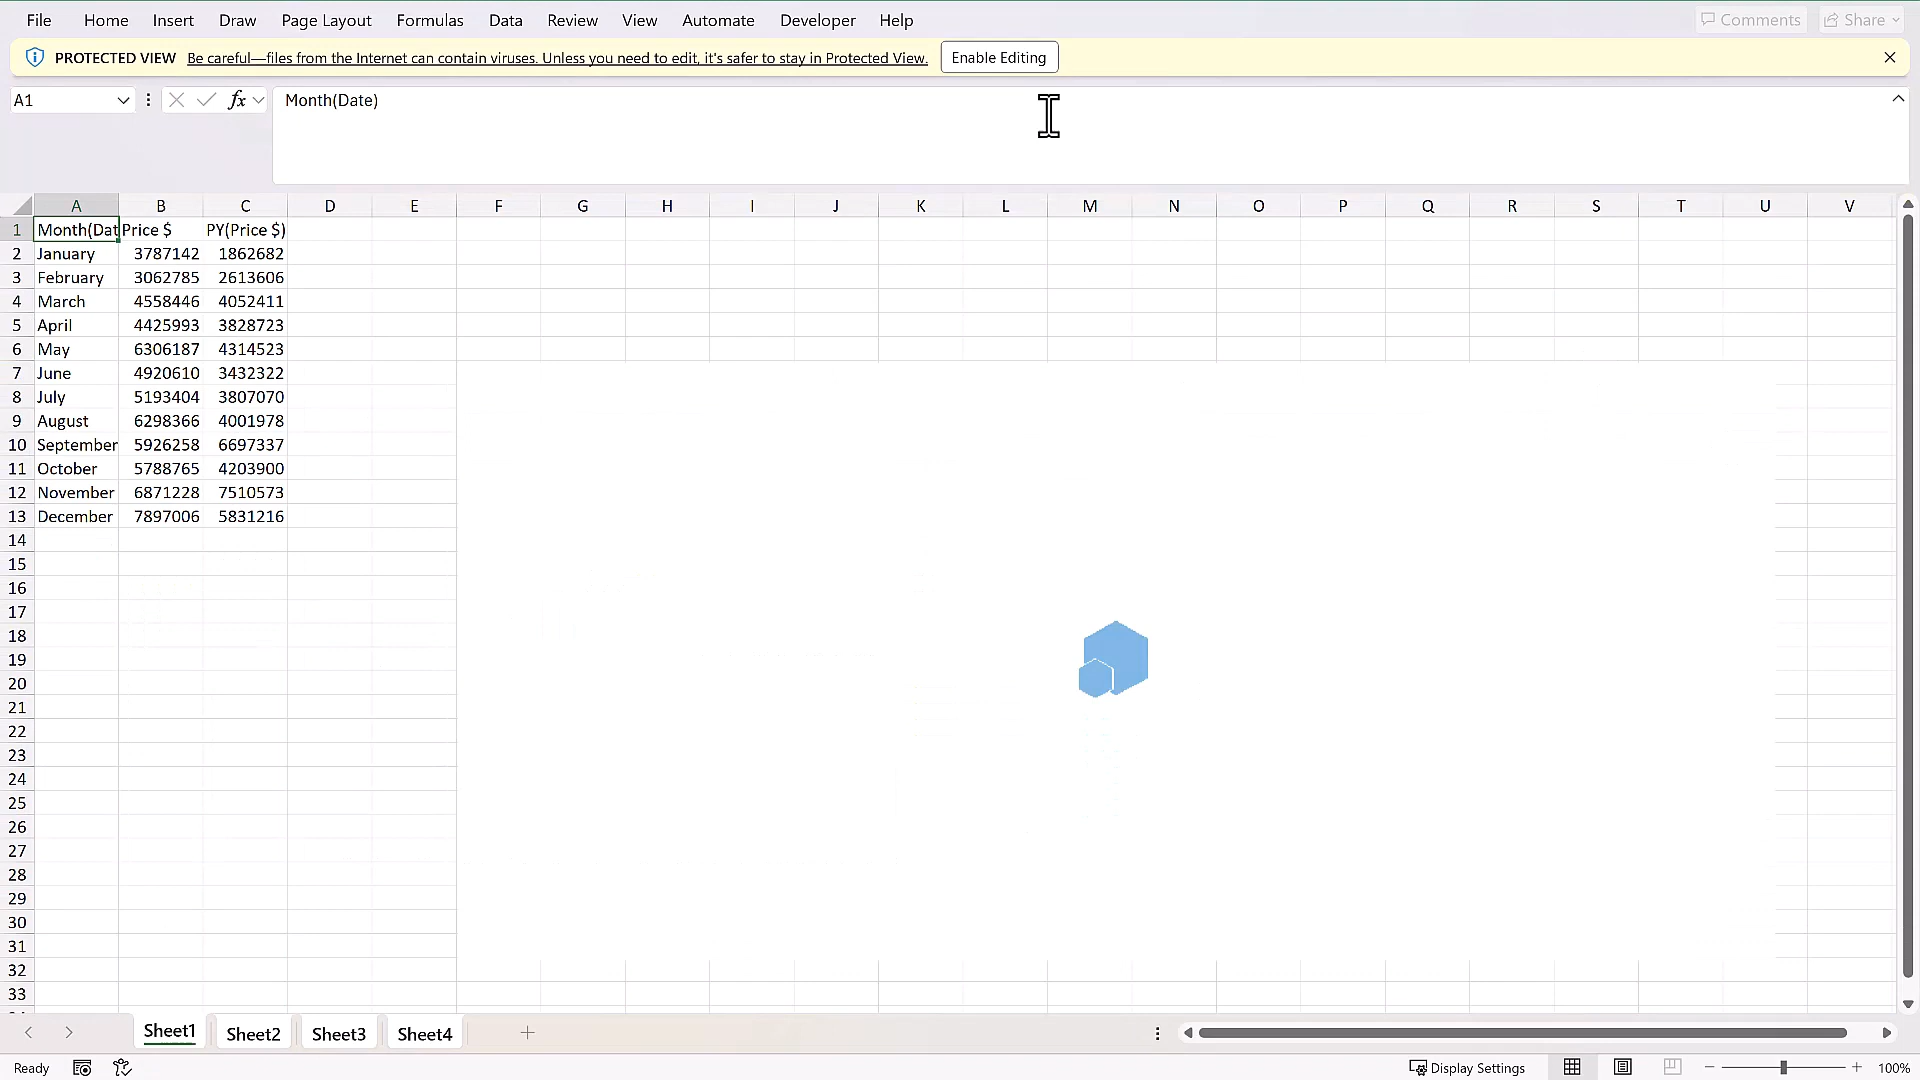 File Home Insert Draw Page Layout Formulas Data Review View Automate Developer Help Comments Share
PROTECTED VIEW Be careful—files from the Internet can contain viruses. Unless you need to edit, it's safer to stay in Protected View. Enable Editing
A1 fx Month(Date)
A B C D E F G H I J K L M N O P Q R S T U V
1 Month(Dat Price $ PY(Price $)
2 January 3787142 1862682
3 February 3062785 2613606
4 March 4558446 4052411
5 April 4425993 3828723
6 May 6306187 4314523
7 June 4920610 3432322
8 July 5193404 3807070
9 August 6298366 4001978
10 September 5926258 6697337
11 October 5788765 4203900
12 November 6871228 7510573
13 December 7897006 5831216
14
15
16
17
18
19
20
21
22
23
24
25
26
27
28
29
30
31
32
33
Sheet1 Sheet2 Sheet3 Sheet4
Ready Display Settings 100%